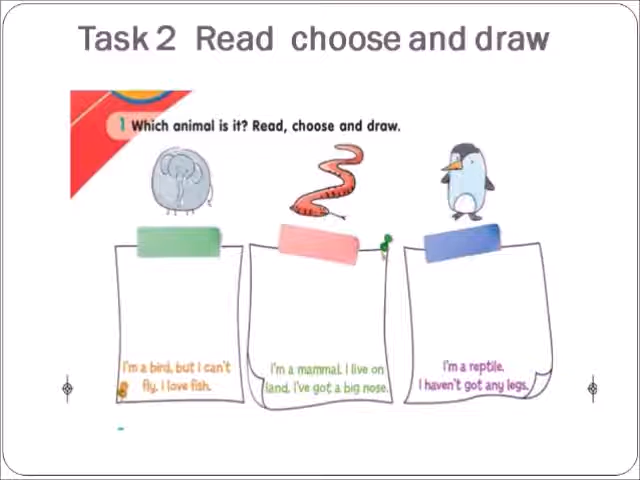 Task 2 Read choose and draw
1 Which animal is it? Read, choose and draw.
I'm a bird, but I can't
fly. I love fish.
I'm a mammal. I live on
land. I've got a big nose.
I'm a reptile.
I haven't got any legs.